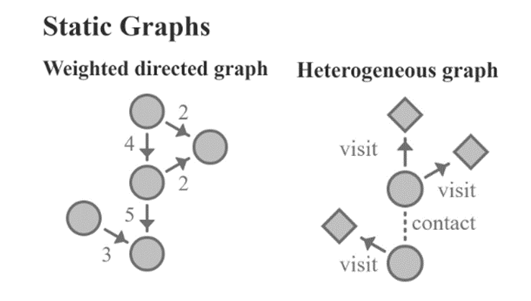 Static Graphs
Weighted directed graph
2
4
2
5
3
Heterogeneous graph
visit
visit
contact
visit